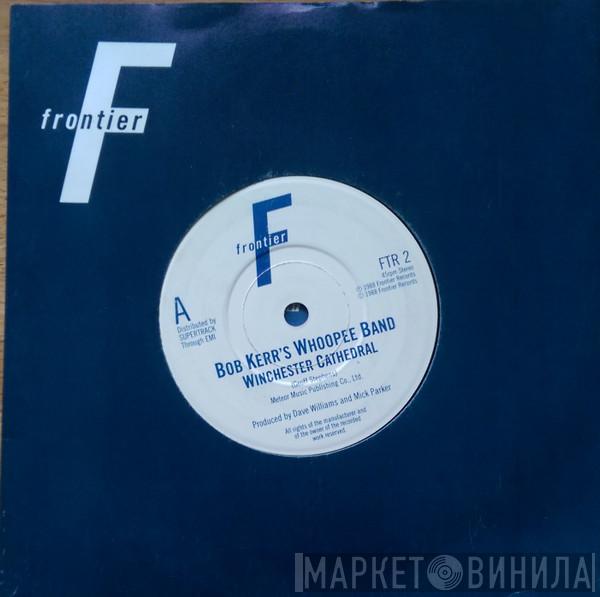 frontier
F
frontier
F
FTR 2
45rpm Stereo
℗ 1988 Frontier Records
© 1988 Frontier Records
A
Distributed by
SUPERTRACK
Through EMI
BOB KERR'S WHOOPEE BAND
WINCHESTER CATHEDRAL
(Geoff Stephens)
Meteor Music Publishing Co., Ltd.
Produced by Dave Williams and Mick Parker
All rights of the manufacturer and
of the owner of the recorded
work reserved.
МАРКЕТ ВИНИЛА